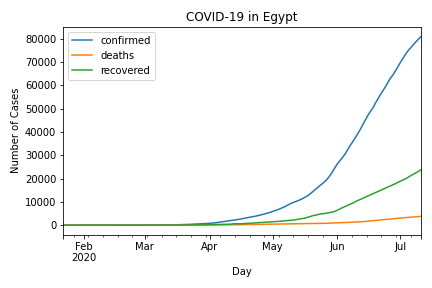 COVID-19 in Egypt
confirmed
deaths
recovered
Number of Cases
80000
70000
60000
50000
40000
30000
20000
10000
0
Feb Mar Apr May Jun Jul
2020
Day